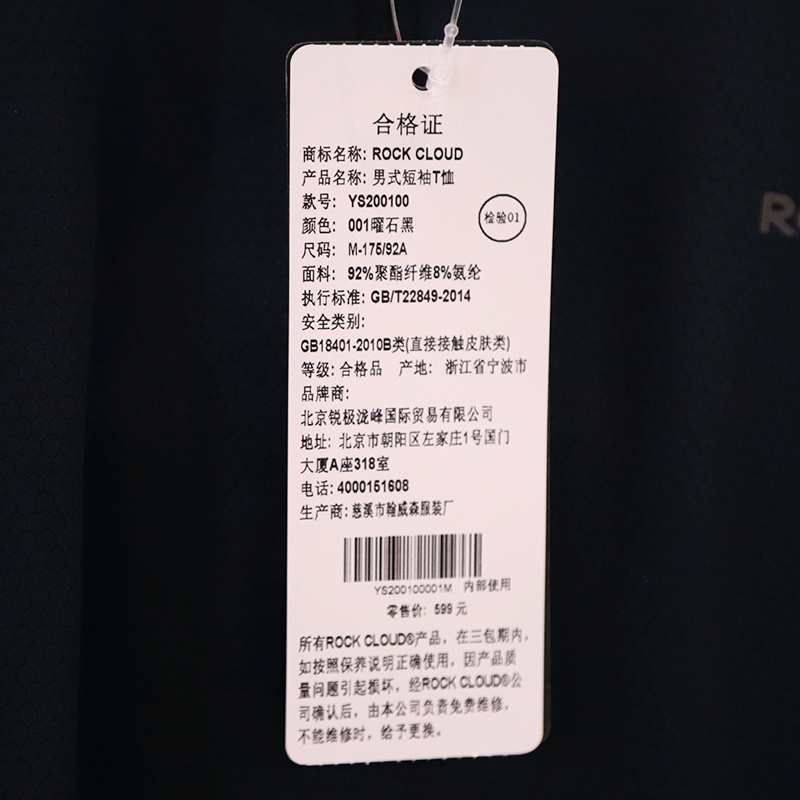 合格证
商标名称: ROCK CLOUD
产品名称: 男式短袖T恤
款号: YS200100
颜色: 001曜石黑
检验01
尺码: M-175/92A
面料: 92%聚酯纤维8%氨纶
执行标准: GB/T22849-2014
安全类别:
GB18401-2010B类(直接接触皮肤类)
等级: 合格品 产地: 浙江省宁波市
品牌商:
北京锐极泷峰国际贸易有限公司
地址: 北京市朝阳区左家庄1号国门
大厦A座318室
电话: 4000151608
生产商: 慈溪市翰威森服装厂
YS200100001M 内部使用
零售价: 599 元
所有ROCK CLOUD®产品，在三包期内，
如按照保养说明正确使用，因产品质
量问题引起损坏，经ROCK CLOUD®公
司确认后，由本公司负责免费维修，
不能维修时，给予更换。